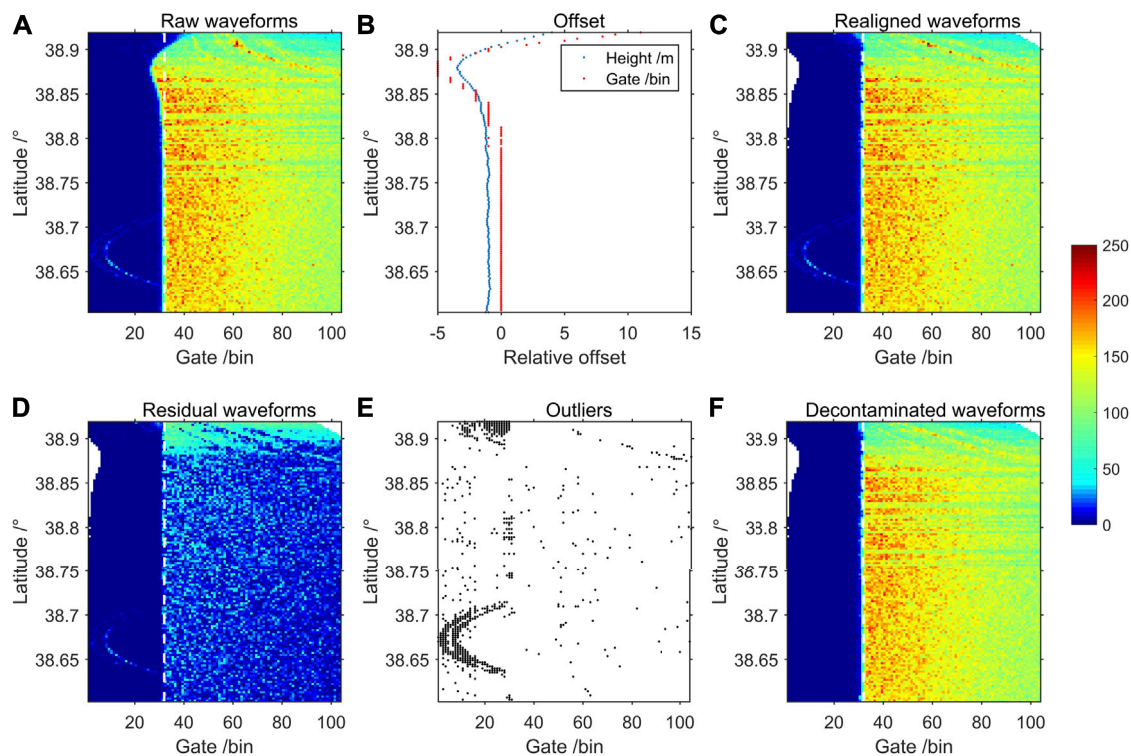 A Raw waveforms
B Offset
C Realigned waveforms
38.9
38.85
38.8
38.75
38.7
38.65
Latitude /°
20 40 60 80 100
Gate /bin
Height /m
Gate /bin
38.9
38.85
38.8
38.75
38.7
38.65
Latitude /°
-5 0 5 10 15
Relative offset
38.9
38.85
38.8
38.75
38.7
38.65
Latitude /°
20 40 60 80 100
Gate /bin
250
200
150
100
50
0
D Residual waveforms
E Outliers
F Decontaminated waveforms
38.9
38.85
38.8
38.75
38.7
38.65
Latitude /°
20 40 60 80 100
Gate /bin
38.9
38.85
38.8
38.75
38.7
38.65
Latitude /°
20 40 60 80 100
Gate /bin
38.9
38.85
38.8
38.75
38.7
38.65
Latitude /°
20 40 60 80 100
Gate /bin